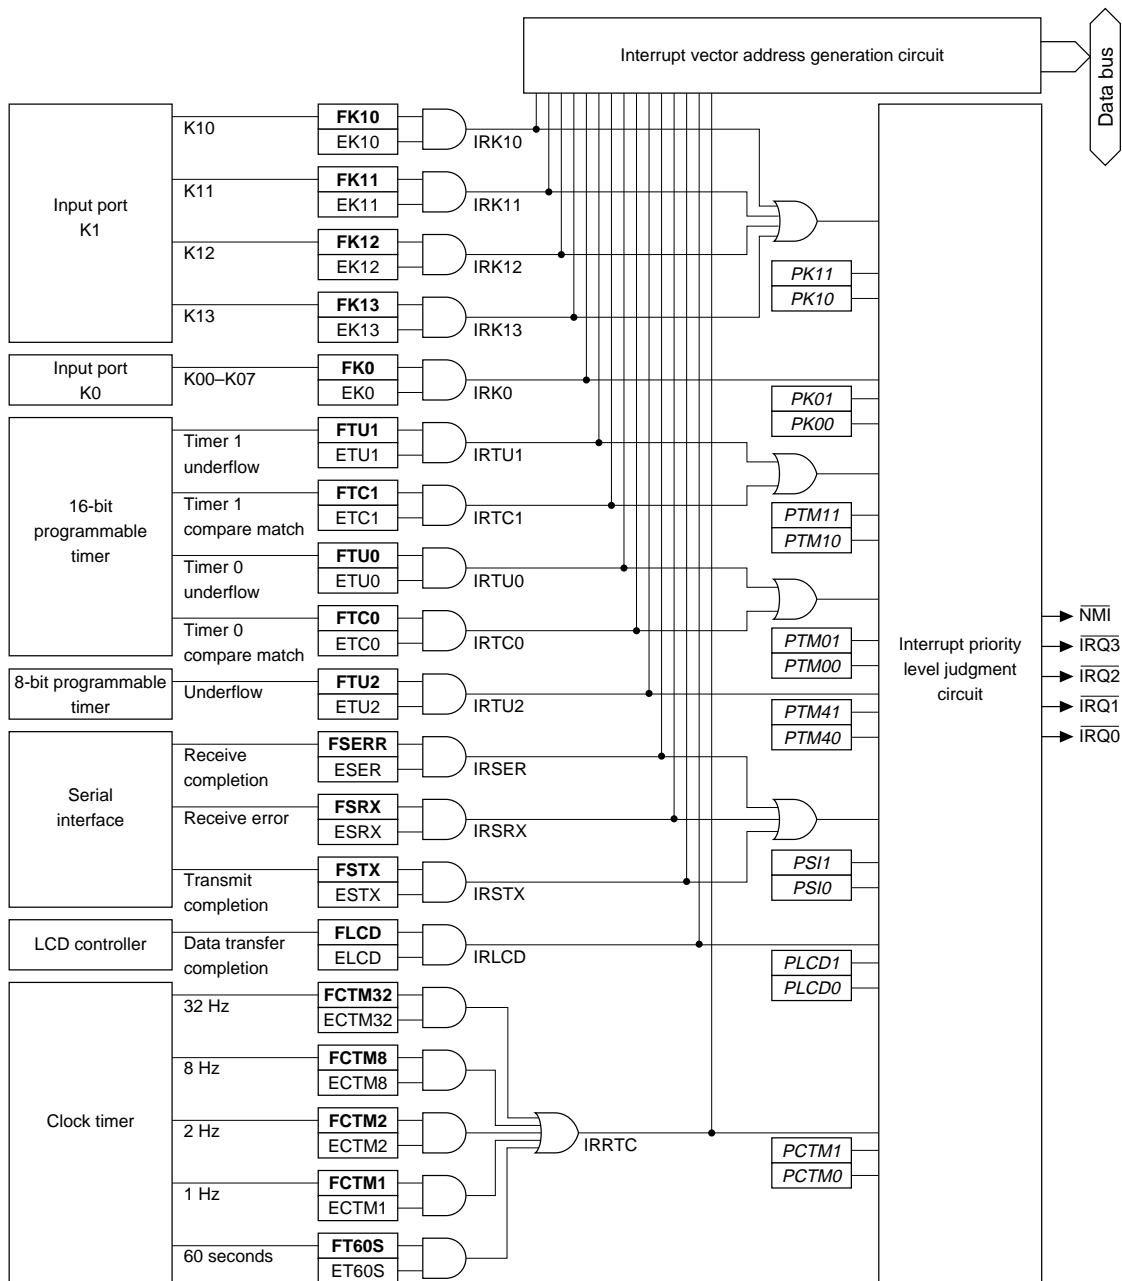 Interrupt vector address generation circuit
Data bus
Input port
K1
K10
FK10
EK10
IRK10
K11
FK11
EK11
IRK11
K12
FK12
EK12
IRK12
K13
FK13
EK13
IRK13
PK11
PK10
Input port
K0
K00–K07
FK0
EK0
IRK0
PK01
PK00
16-bit
programmable
timer
Timer 1
underflow
FTU1
ETU1
IRTU1
Timer 1
compare match
FTC1
ETC1
IRTC1
PTM11
PTM10
Timer 0
underflow
FTU0
ETU0
IRTU0
Timer 0
compare match
FTC0
ETC0
IRTC0
PTM01
PTM00
8-bit programmable
timer
Underflow
FTU2
ETU2
IRTU2
PTM41
PTM40
Interrupt priority
level judgment
circuit
NMI
IRQ3
IRQ2
IRQ1
IRQ0
Serial
interface
Receive
completion
FSERR
ESER
IRSER
Receive error
FSRX
ESRX
IRSRX
Transmit
completion
FSTX
ESTX
IRSTX
PSI1
PSI0
LCD controller
Data transfer
completion
FLCD
ELCD
IRLCD
PLCD1
PLCD0
Clock timer
32 Hz
FCTM32
ECTM32
8 Hz
FCTM8
ECTM8
2 Hz
FCTM2
ECTM2
IRRTC
PCTM1
PCTM0
1 Hz
FCTM1
ECTM1
60 seconds
FT60S
ET60S